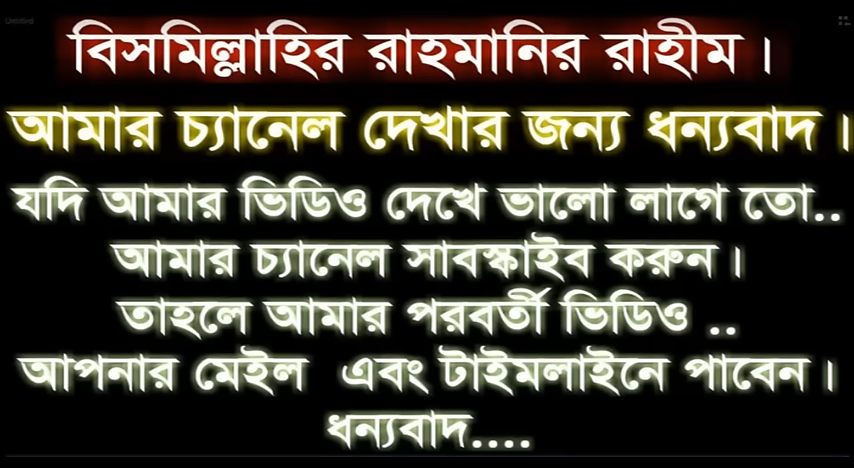 Untitled
বিসমিল্লাহির রাহমানির রাহীম ।
আমার চ্যানেল দেখার জন্য ধন্যবাদ ।
যদি আমার ভিডিও দেখে ভালো লাগে তো..
আমার চ্যানেল সাবস্কাইব করুন ।
তাহলে আমার পরবর্তী ভিডিও ..
আপনার মেইল এবং টাইমলাইনে পাবেন ।
ধন্যবাদ....